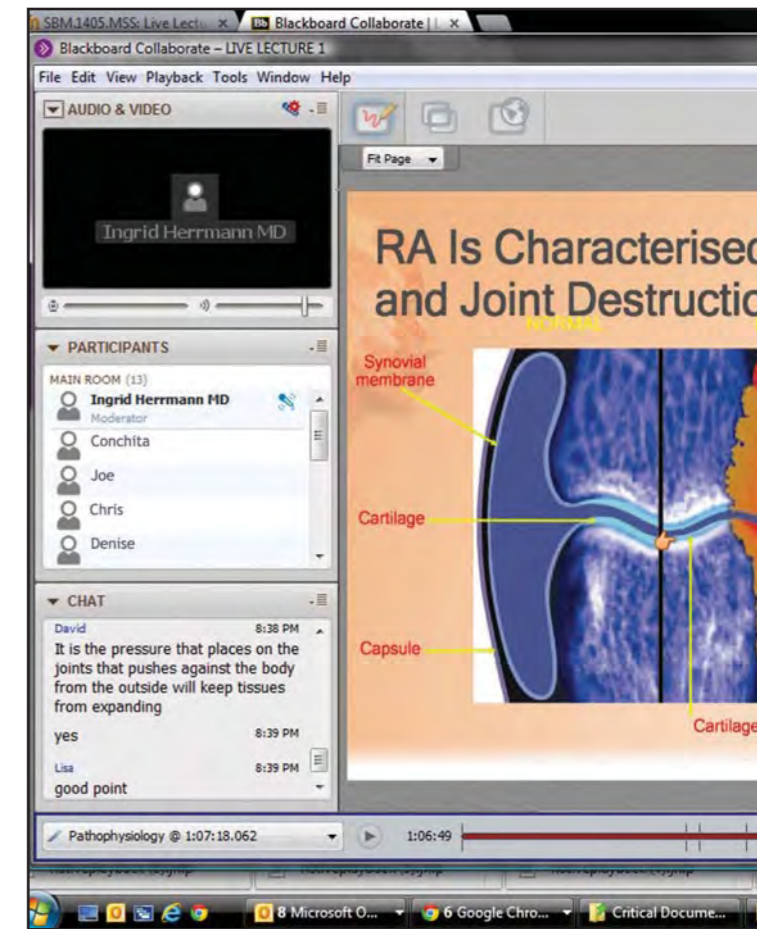 SBM.1405.MSS: Live Lectu
Bb Blackboard Collaborate |
Blackboard Collaborate – LIVE LECTURE 1
File Edit View Playback Tools Window Help
AUDIO & VIDEO
Ingrid Herrmann MD
PARTICIPANTS
MAIN ROOM (13)
Ingrid Herrmann MD
Moderator
Conchita
Joe
Chris
Denise
CHAT
David 8:38 PM
It is the pressure that places on the
joints that pushes against the body
from the outside will keep tissues
from expanding
yes 8:39 PM
Lisa 8:39 PM
good point
Fit Page
RA Is Characterised
and Joint Destructio
NORMAL
Synovial
membrane
Cartilage
Capsule
Cartilage
Pathophysiology @ 1:07:18.062
1:06:49
8 Microsoft O...
6 Google Chro...
Critical Docume...